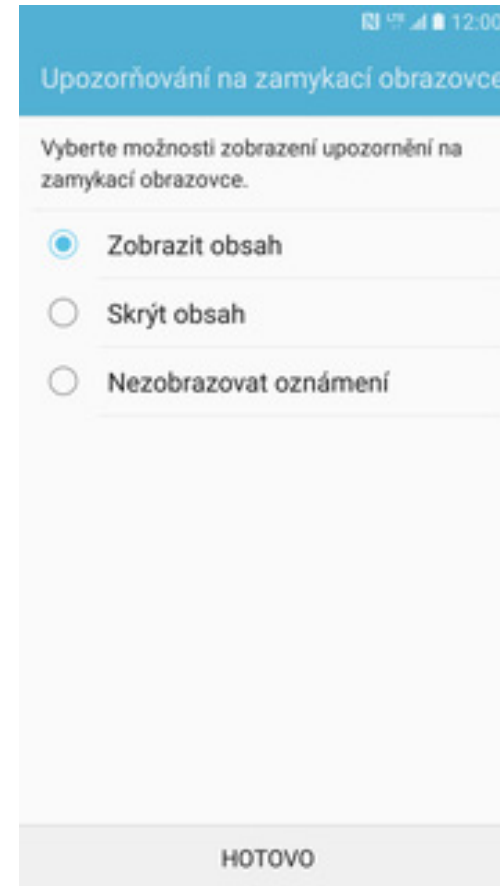 LTE 12:00
Upozorňování na zamykací obrazovce
Vyberte možnosti zobrazení upozornění na
zamykací obrazovce.
Zobrazit obsah
Skrýt obsah
Nezobrazovat oznámení
HOTOVO